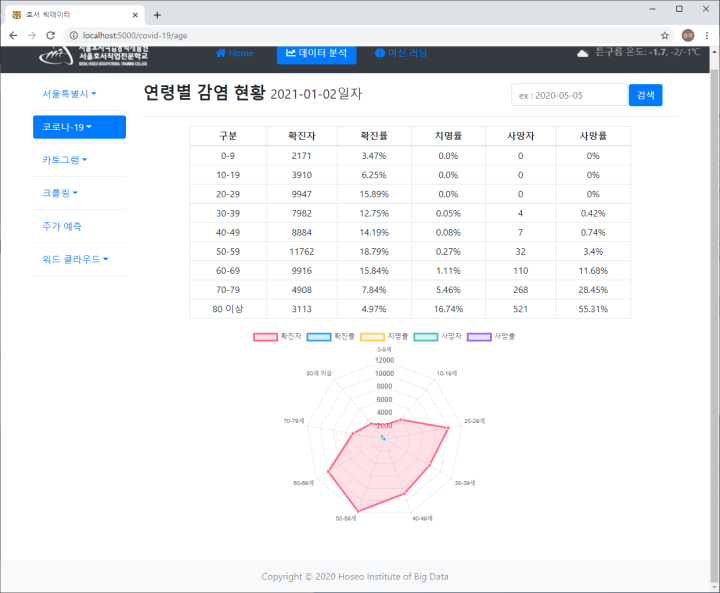 호서 빅데이터
localhost:5000/covid-19/age
서울호서직업전문학교
SEOUL HOSEO OCCUPATIONAL TRAINING COLLEGE
Home
데이터 분석
머신 러닝
튼구름 온도: -1.7, -2/-1℃
서울특별시
코로나-19
카토그램
크롤링
주가 예측
워드 클라우드
연령별 감염 현황 2021-01-02일자
ex : 2020-05-05
검색
구분 확진자 확진률 치명률 사망자 사망률
0-9 2171 3.47% 0.0% 0 0%
10-19 3910 6.25% 0.0% 0 0%
20-29 9947 15.89% 0.0% 0 0%
30-39 7982 12.75% 0.05% 4 0.42%
40-49 8884 14.19% 0.08% 7 0.74%
50-59 11762 18.79% 0.27% 32 3.4%
60-69 9916 15.84% 1.11% 110 11.68%
70-79 4908 7.84% 5.46% 268 28.45%
80 이상 3113 4.97% 16.74% 521 55.31%
확진자 확진률 치명률 사망자 사망률
0-9세
12000
10000
8000
6000
4000
2000
80세 이상
10-19세
70-79세
20-29세
60-69세
30-39세
50-59세
40-49세
Copyright © 2020 Hoseo Institute of Big Data